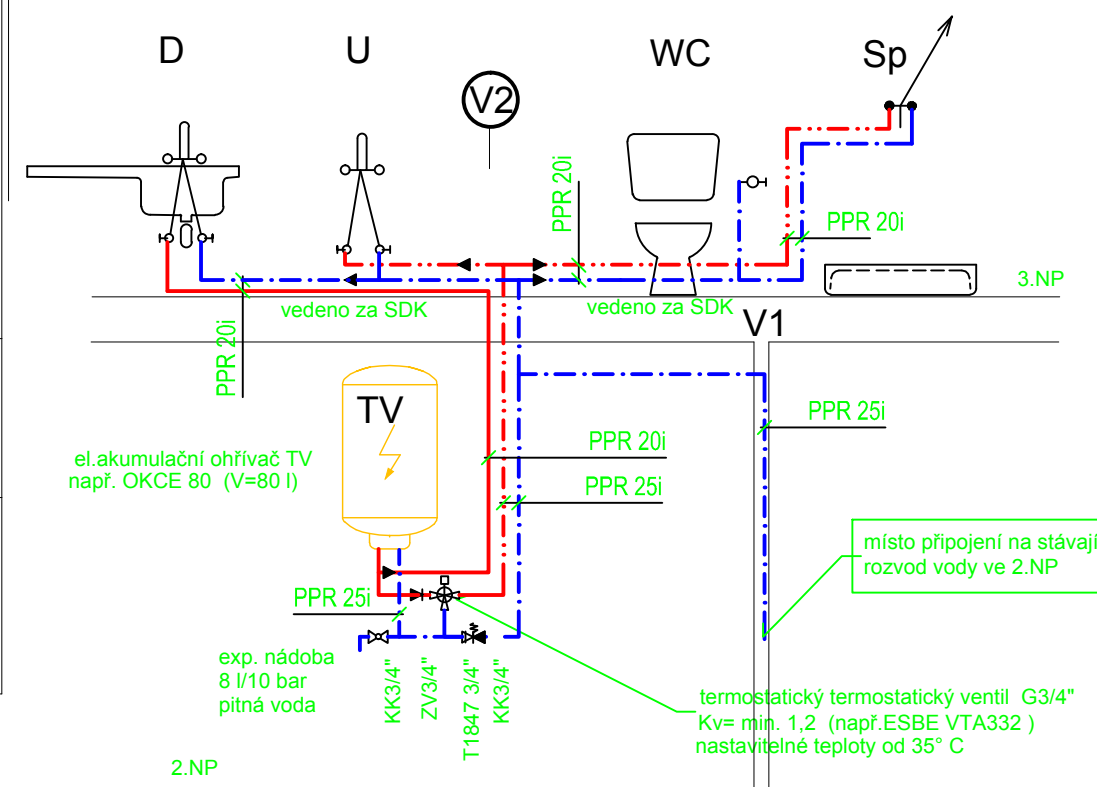 D
U
V2
WC
Sp
PPR 20i
PPR 20i
3.NP
vedeno za SDK
vedeno za SDK
V1
PPR 20i
TV
PPR 25i
el.akumulační ohřívač TV
např. OKCE 80 (V=80 l)
PPR 20i
PPR 25i
místo připojení na stávají
rozvod vody ve 2.NP
PPR 25i
exp. nádoba
8 l/10 bar
pitná voda
KK3/4"
ZV3/4"
T1847 3/4"
KK3/4"
termostatický termostatický ventil G3/4"
Kv= min. 1,2 (např.ESBE VTA332 )
nastavitelné teploty od 35° C
2.NP